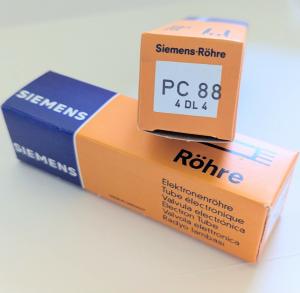 Siemens-Röhre
PC 88
4 DL 4
SIEMENS
SIEMENS
Röhre
Elektronenröhre
Tube électronique
Válvula electrónica
Electron Tube
Valvola elettronica
Radyo lambası